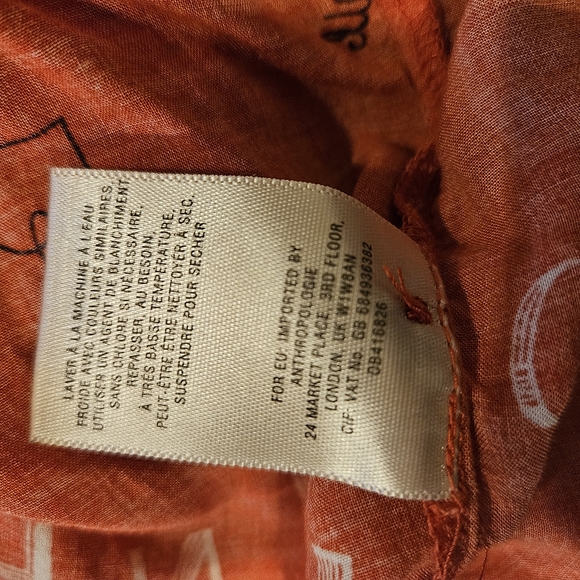 LAVER À LA MACHINE À L'EAU
FROIDE AVEC COULEURS SIMILAIRES.
UTILISER UN AGENT DE BLANCHIMENT
SANS CHLORE SI NÉCESSAIRE.
REPASSER, AU BESOIN,
À TRÈS BASSE TEMPÉRATURE,
PEUT-ÊTRE ÊTRE NETTOYER À SEC.
SUSPENDRE POUR SÉCHER
FOR EU: IMPORTED BY
ANTHROPOLOGIE
24 MARKET PLACE, 3RD FLOOR,
LONDON, UK W1W8AN
CIF: VAT No: GB 684936382
OB416826